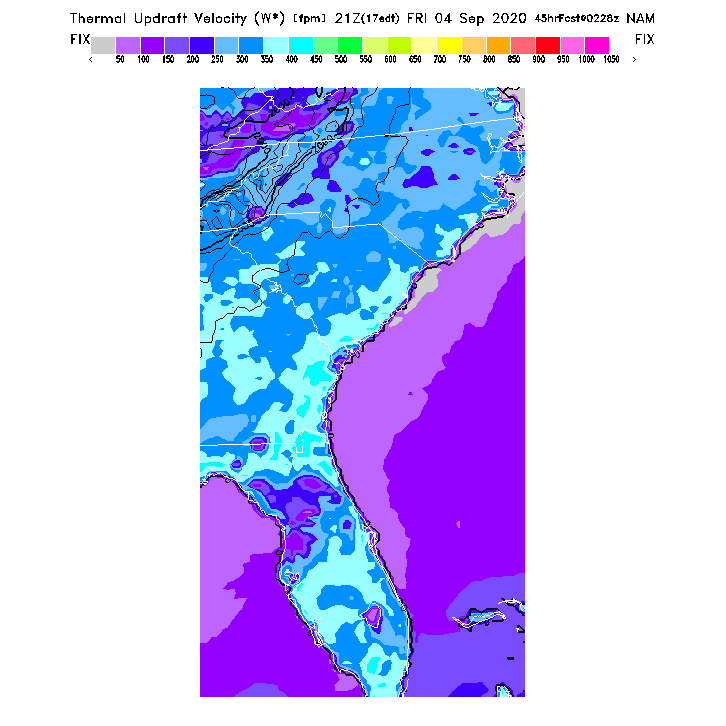 Thermal Updraft Velocity (W*) [fpm] 21Z(17edt) FRI 04 Sep 2020 45hrFcst@0228z NAM
FIX FIX
< 50 100 150 200 250 300 350 400 450 500 550 600 650 700 750 800 850 900 950 1000 1050 >